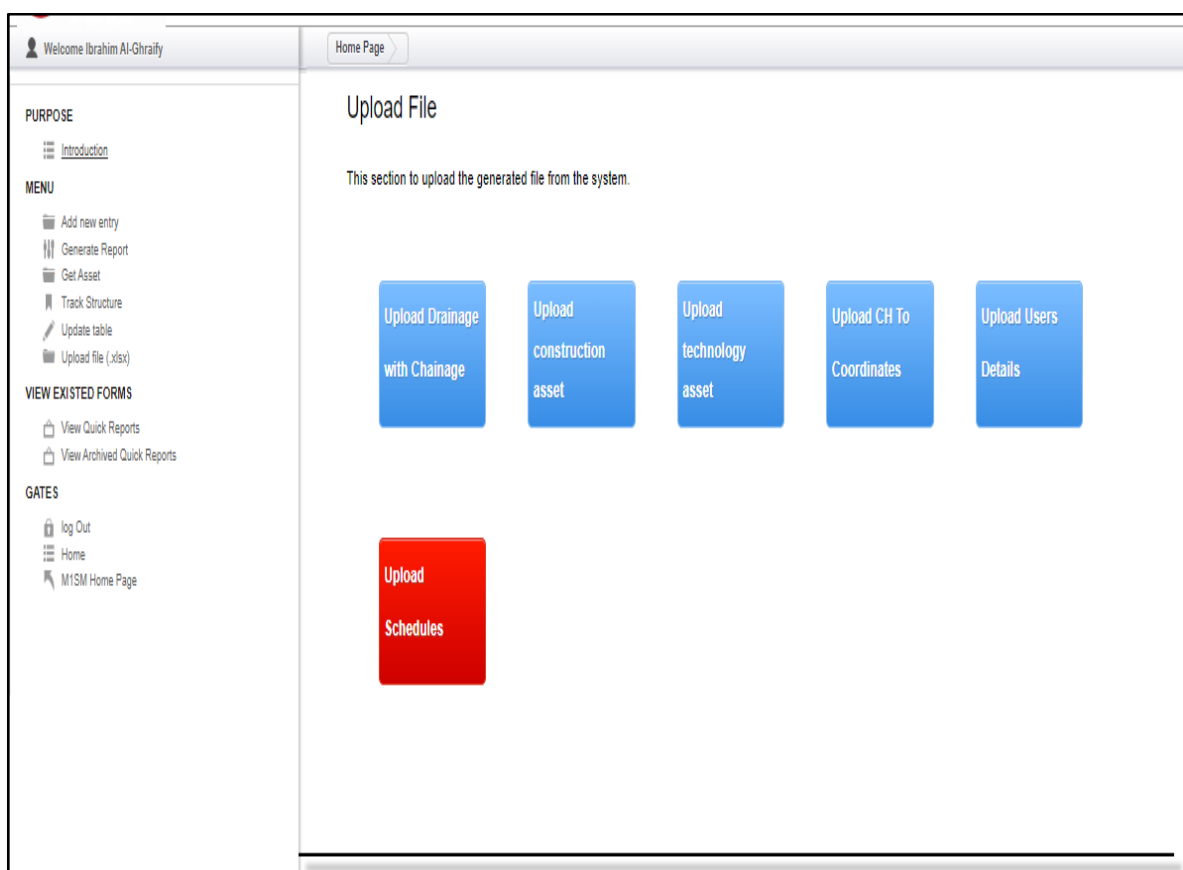 Welcome Ibrahim Al-Ghraify
Home Page
PURPOSE
Introduction
MENU
Add new entry
Generate Report
Get Asset
Track Structure
Update table
Upload file (.xlsx)
VIEW EXISTED FORMS
View Quick Reports
View Archived Quick Reports
GATES
log Out
Home
M1SM Home Page
Upload File
This section to upload the generated file from the system.
Upload Drainage
with Chainage
Upload
construction
asset
Upload
technology
asset
Upload CH To
Coordinates
Upload Users
Details
Upload
Schedules